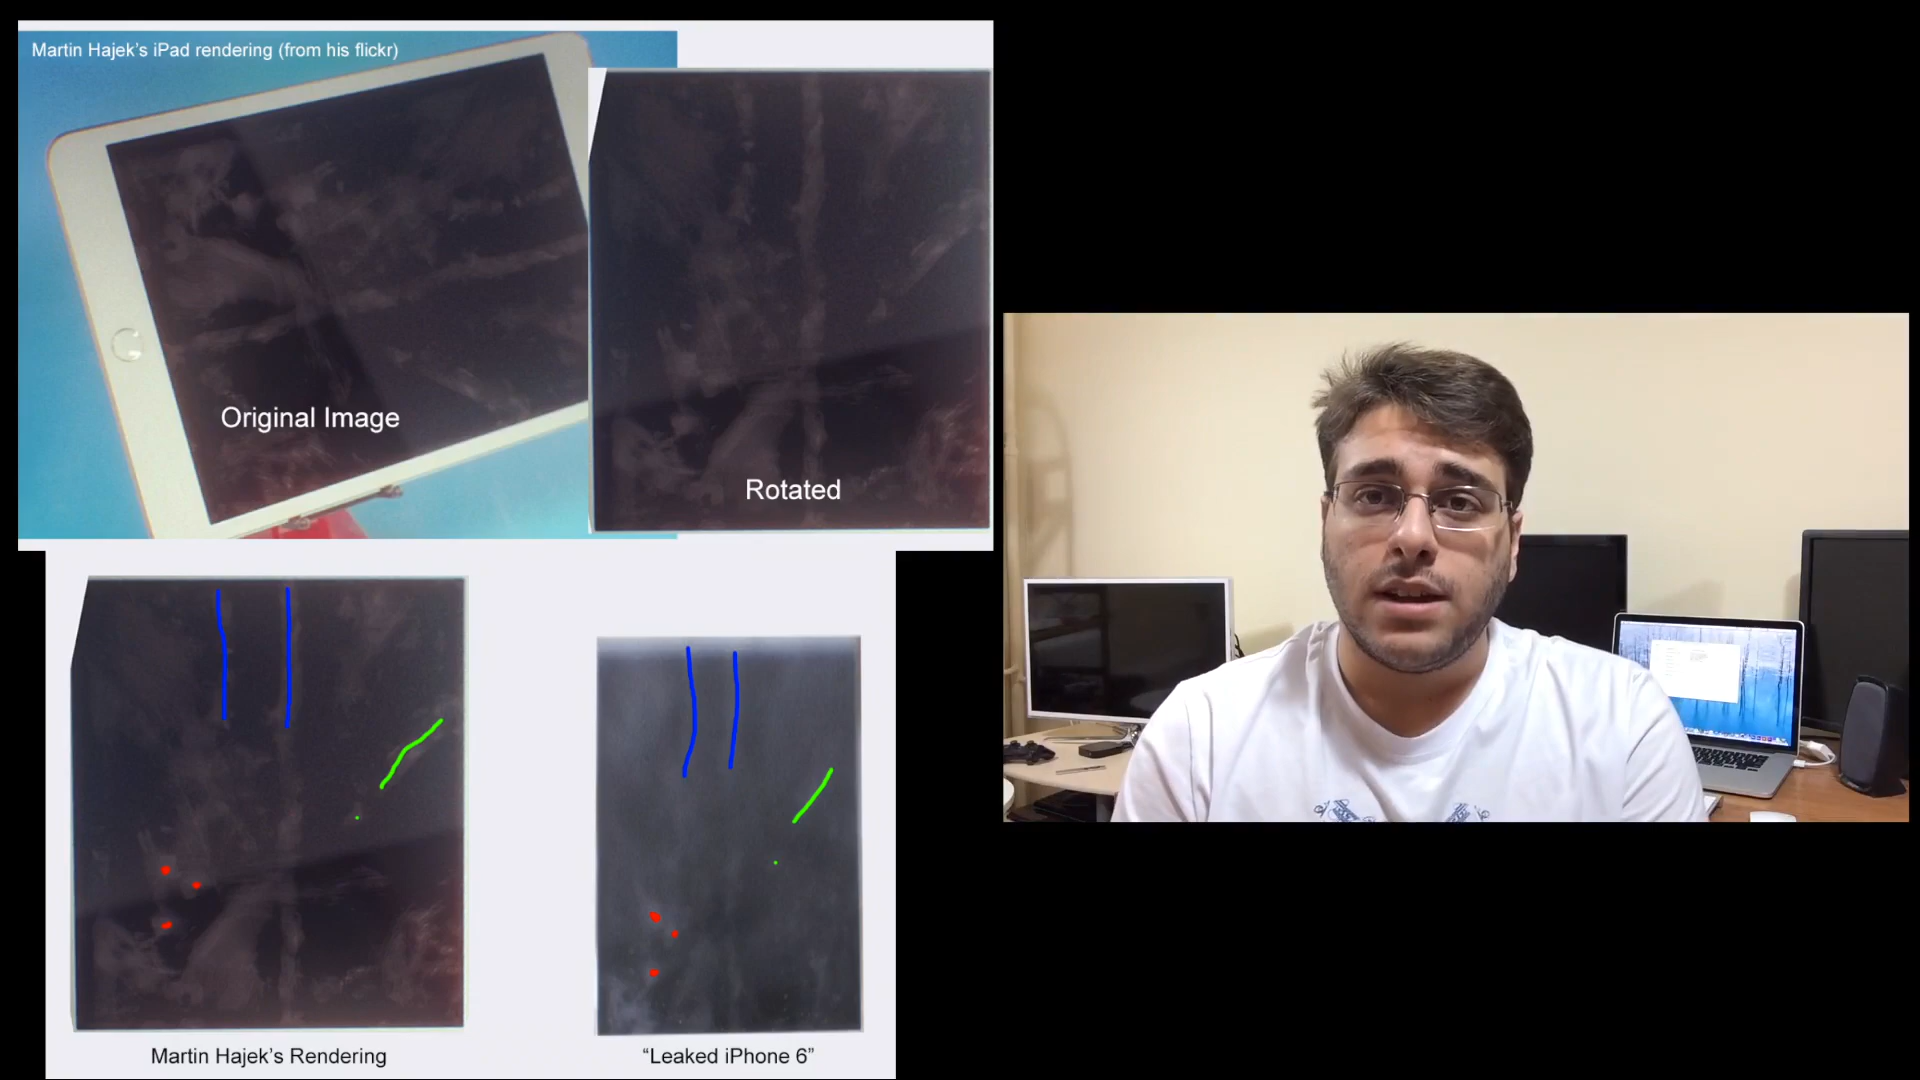 Martin Hajek's iPad rendering (from his flickr)
Original Image
Rotated
Martin Hajek's Rendering
“Leaked iPhone 6”